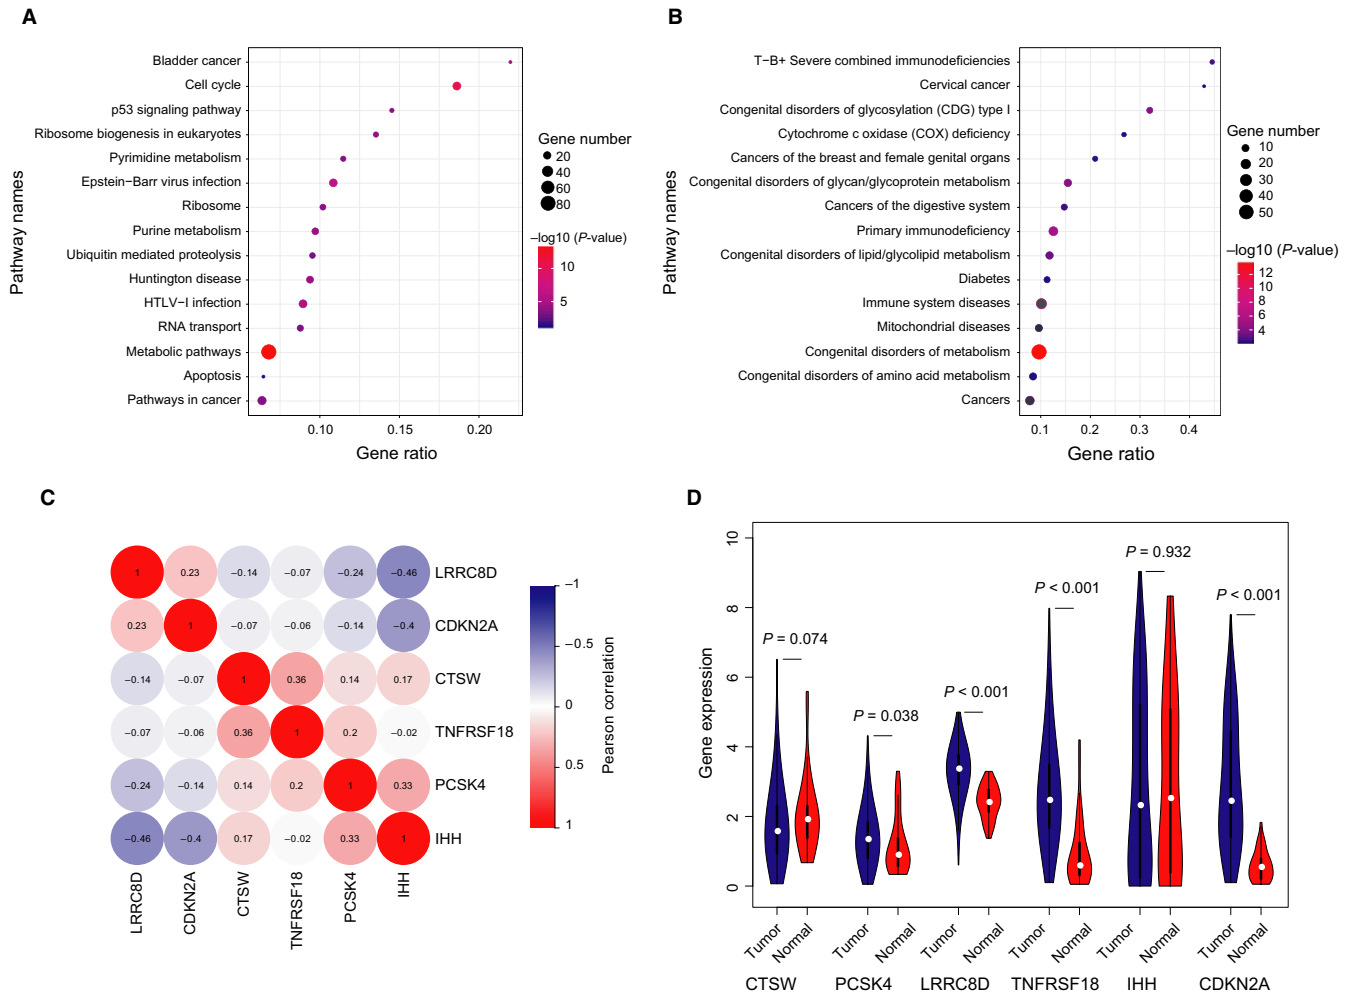 A
Bladder cancer
Cell cycle
p53 signaling pathway
Ribosome biogenesis in eukaryotes
Pyrimidine metabolism
Epstein−Barr virus infection
Ribosome
Purine metabolism
Ubiquitin mediated proteolysis
Huntington disease
HTLV−I infection
RNA transport
Metabolic pathways
Apoptosis
Pathways in cancer
Pathway names
0.10 0.15 0.20
Gene ratio
Gene number
20
40
60
80
−log10 (P-value)
10
5
B
T−B+ Severe combined immunodeficiencies
Cervical cancer
Congenital disorders of glycosylation (CDG) type I
Cytochrome c oxidase (COX) deficiency
Cancers of the breast and female genital organs
Congenital disorders of glycan/glycoprotein metabolism
Cancers of the digestive system
Primary immunodeficiency
Congenital disorders of lipid/glycolipid metabolism
Diabetes
Immune system diseases
Mitochondrial diseases
Congenital disorders of metabolism
Congenital disorders of amino acid metabolism
Cancers
Pathway names
0.1 0.2 0.3 0.4
Gene ratio
Gene number
10
20
30
40
50
−log10 (P-value)
12
10
8
6
4
C
1 0.23 −0.14 −0.07 −0.24 −0.46 LRRC8D
0.23 1 −0.07 −0.06 −0.14 −0.4 CDKN2A
−0.14 −0.07 1 0.36 0.14 0.17 CTSW
−0.07 −0.06 0.36 1 0.2 −0.02 TNFRSF18
−0.24 −0.14 0.14 0.2 1 0.33 PCSK4
−0.46 −0.4 0.17 −0.02 0.33 1 IHH
LRRC8D CDKN2A CTSW TNFRSF18 PCSK4 IHH
−1
−0.5
0
0.5
1
Pearson correlation
D
Gene expression
10
8
6
4
2
0
P = 0.074
P = 0.038
P < 0.001
P < 0.001
P = 0.932
P < 0.001
Tumor Normal Tumor Normal Tumor Normal Tumor Normal Tumor Normal Tumor Normal
CTSW PCSK4 LRRC8D TNFRSF18 IHH CDKN2A